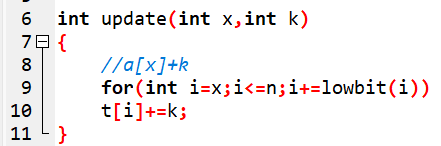 6 int update(int x,int k)
7 {
8 //a[x]+k
9 for(int i=x;i<=n;i+=lowbit(i))
10 t[i]+=k;
11 }